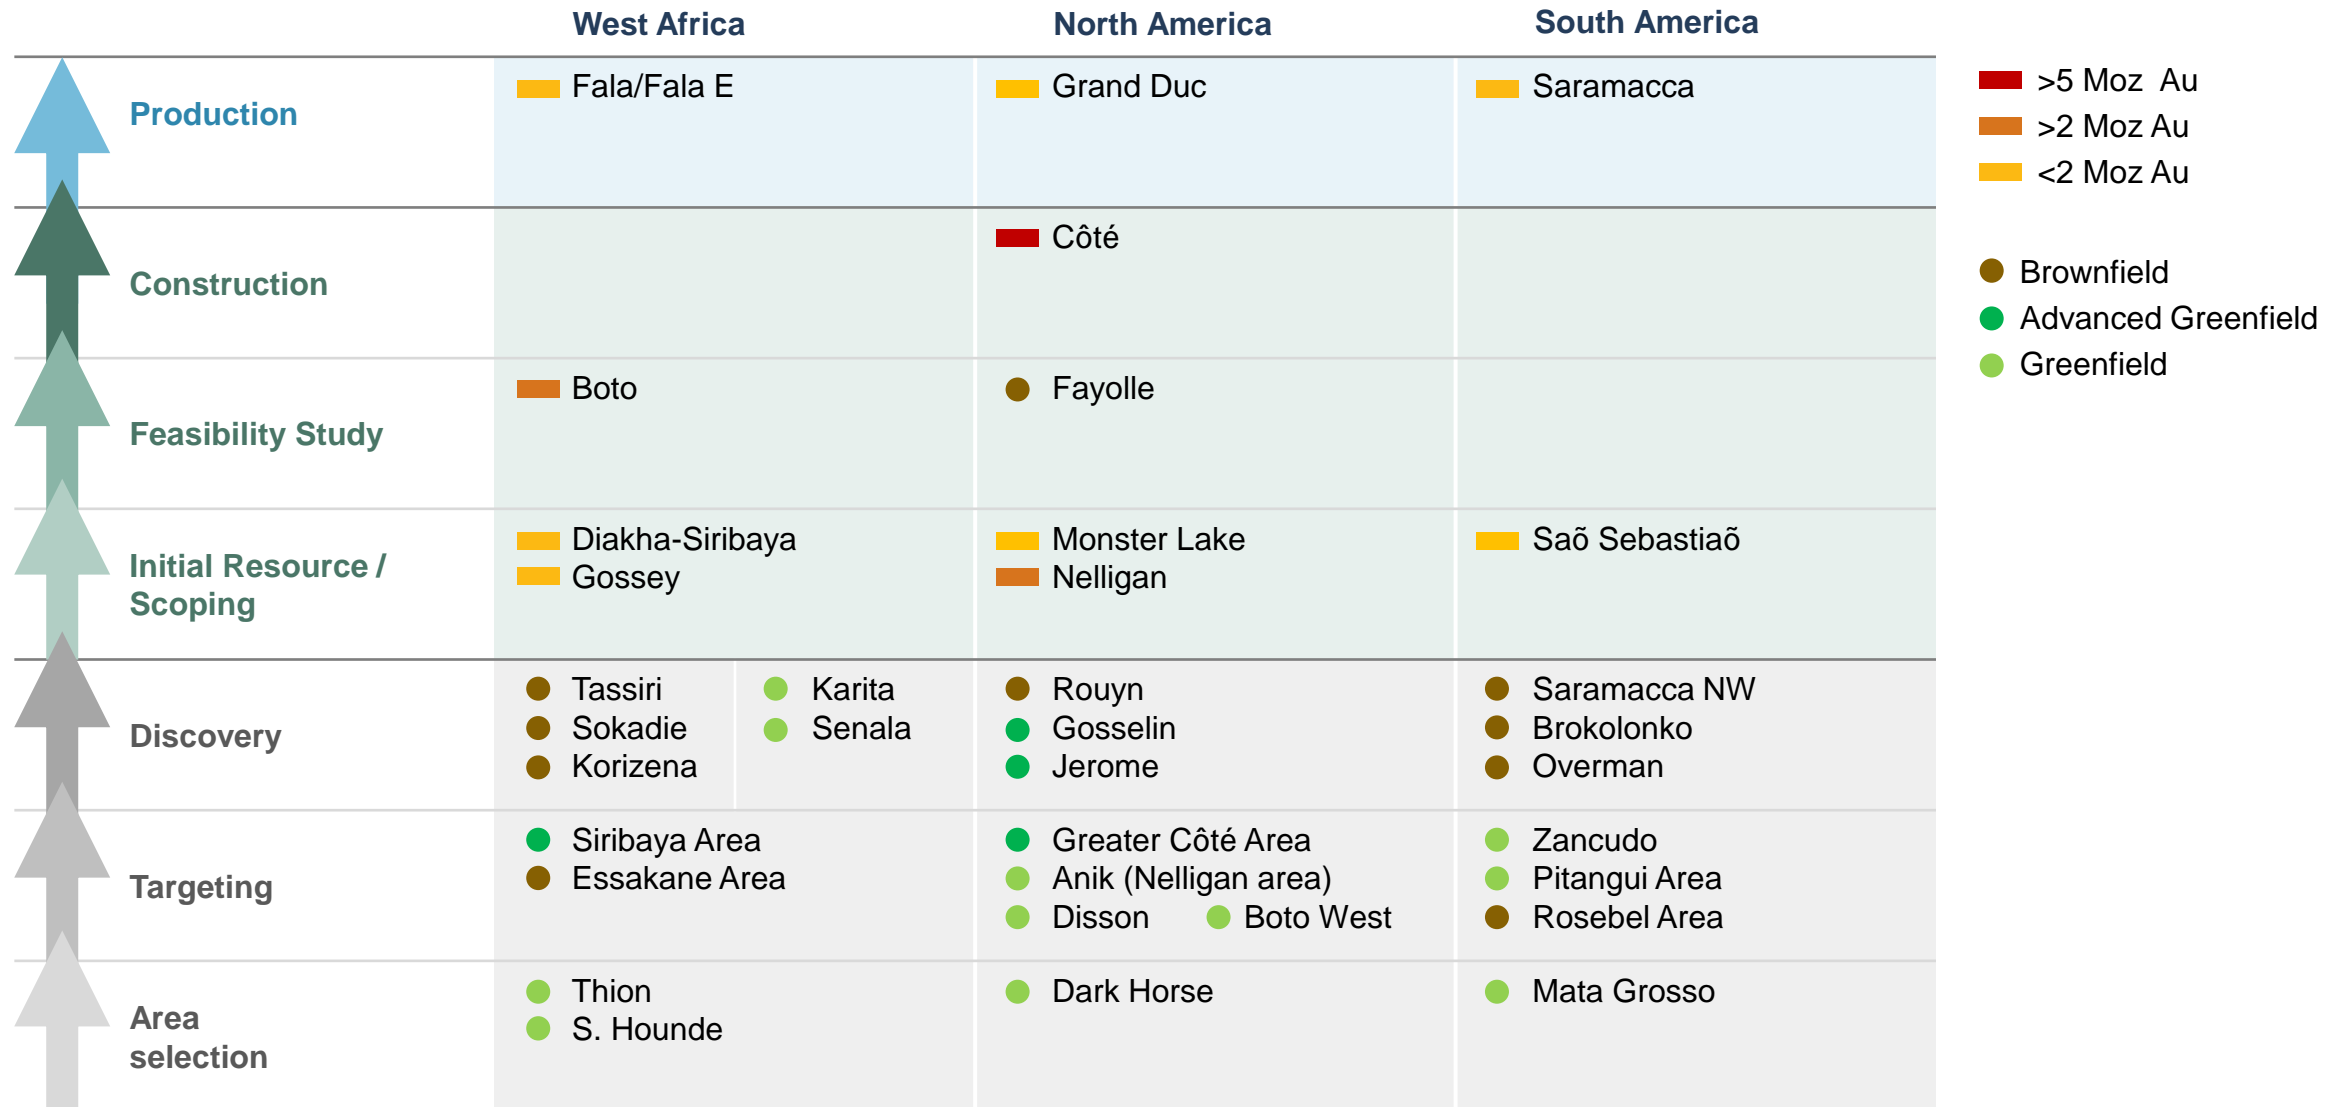 West Africa
North America
South America
Production
Fala/Fala E
Grand Duc
Saramacca
Construction
Côté
Feasibility Study
Boto
Fayolle
Initial Resource /
Scoping
Diakha-Siribaya
Gossey
Monster Lake
Nelligan
Saõ Sebastiaõ
Discovery
Tassiri
Sokadie
Korizena
Karita
Senala
Rouyn
Gosselin
Jerome
Saramacca NW
Brokolonko
Overman
Targeting
Siribaya Area
Essakane Area
Greater Côté Area
Anik (Nelligan area)
Disson
Boto West
Zancudo
Pitangui Area
Rosebel Area
Area
selection
Thion
S. Hounde
Dark Horse
Mata Grosso
>5 Moz Au
>2 Moz Au
<2 Moz Au
Brownfield
Advanced Greenfield
Greenfield